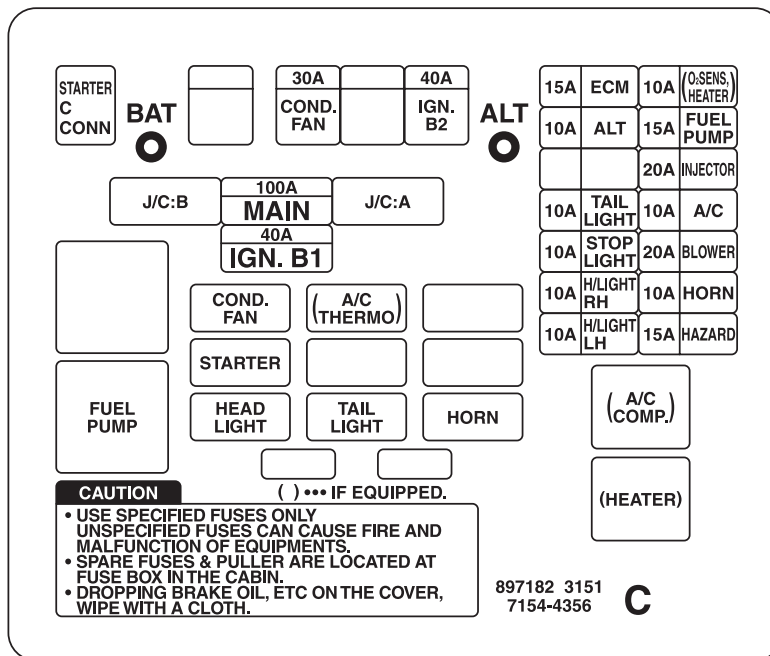 STARTER
C
CONN
BAT
30A
COND.
FAN
40A
IGN.
B2
ALT
15A ECM 10A (O₂SENS,
HEATER)
10A ALT 15A FUEL
PUMP
20A INJECTOR
10A TAIL
LIGHT 10A A/C
10A STOP
LIGHT 20A BLOWER
10A H/LIGHT
RH 10A HORN
10A H/LIGHT
LH 15A HAZARD
J/C:B
100A
MAIN
J/C:A
40A
IGN. B1
COND.
FAN
(A/C
THERMO)
STARTER
FUEL
PUMP
HEAD
LIGHT
TAIL
LIGHT
HORN
(A/C
COMP.)
(HEATER)
( ) ••• IF EQUIPPED.
CAUTION
• USE SPECIFIED FUSES ONLY
UNSPECIFIED FUSES CAN CAUSE FIRE AND
MALFUNCTION OF EQUIPMENTS.
• SPARE FUSES & PULLER ARE LOCATED AT
FUSE BOX IN THE CABIN.
• DROPPING BRAKE OIL, ETC ON THE COVER,
WIPE WITH A CLOTH.
897182 3151
7154-4356
C